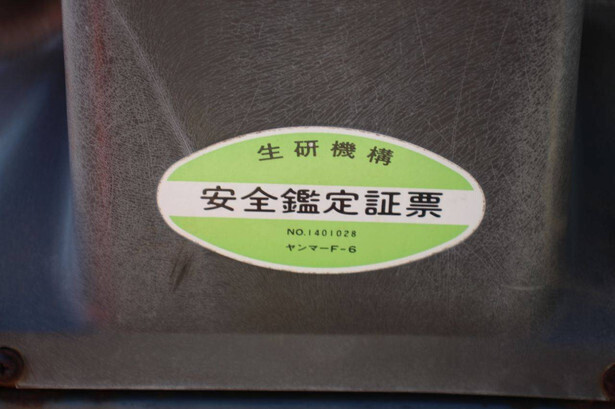 生研機構
安全鑑定証票
NO.1401028
ヤンマーF-6